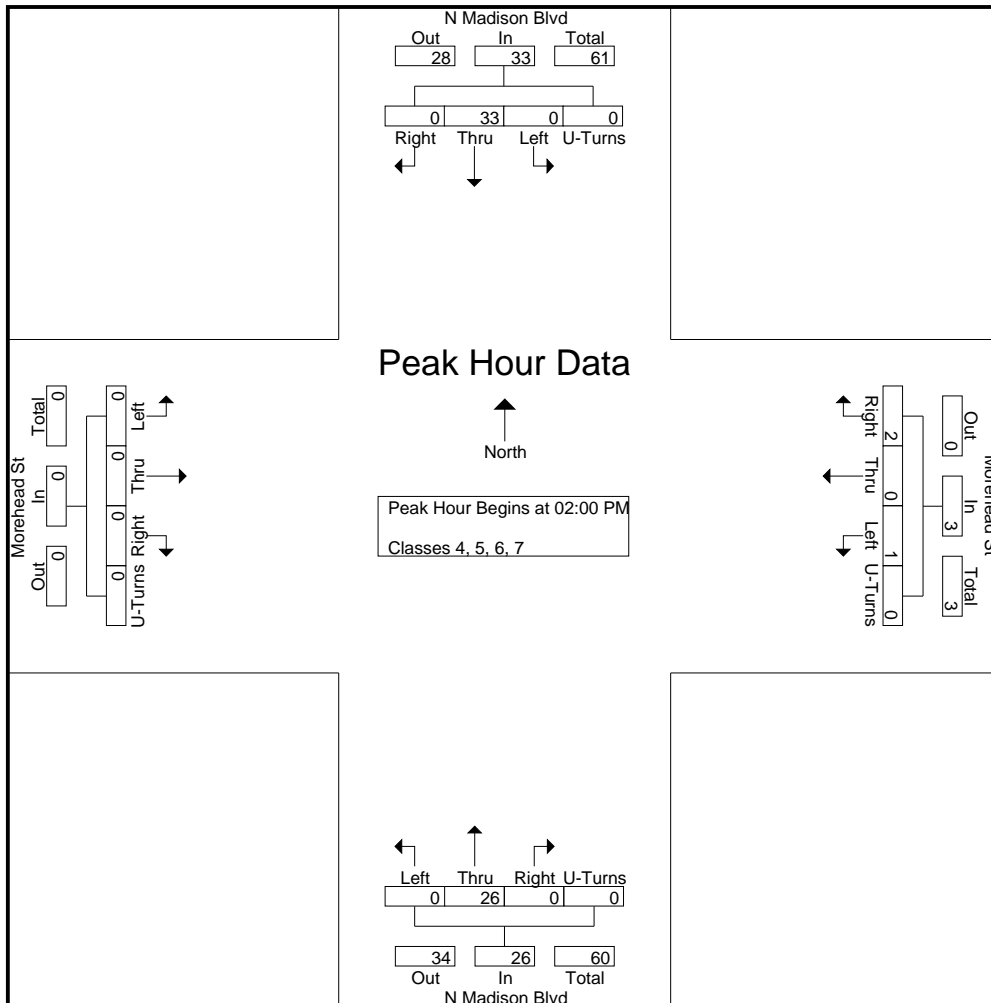 N Madison Blvd
Out In Total
28 33 61
0 33 0 0
Right Thru Left U-Turns
Peak Hour Data
North
Peak Hour Begins at 02:00 PM
Classes 4, 5, 6, 7
Morehead St
Total In Out
0 0 0
0 0 0 0
Left Thru Right U-Turns
Right Thru Left U-Turns
2 0 1 0
0 3 3
Out In Total
Morehead St
Left Thru Right U-Turns
0 26 0 0
34 26 60
Out In Total
N Madison Blvd